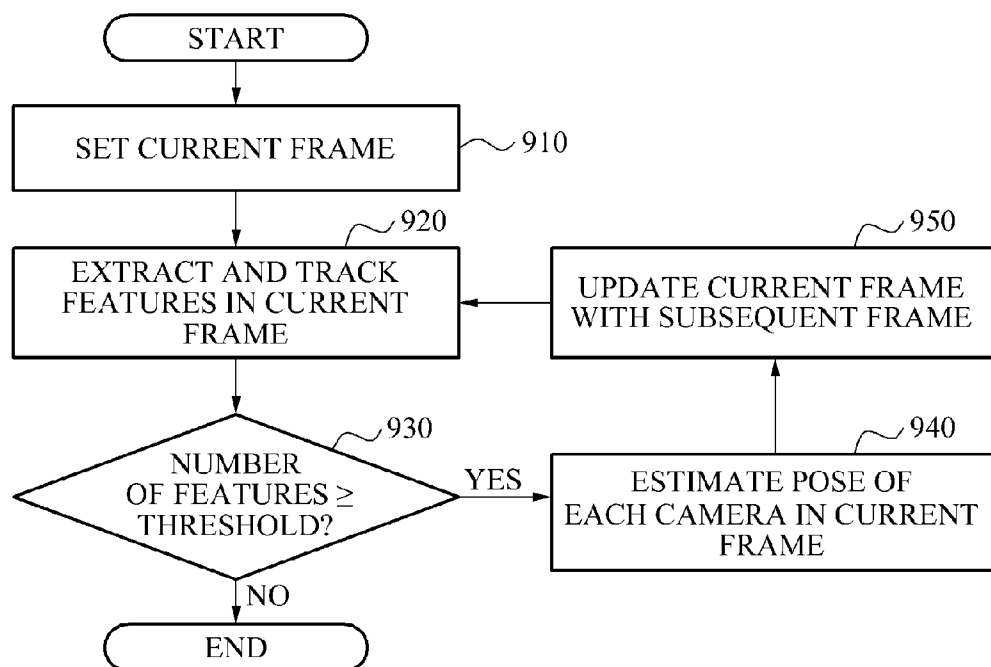 START
SET CURRENT FRAME
910
920
EXTRACT AND TRACK
FEATURES IN CURRENT
FRAME
950
UPDATE CURRENT FRAME
WITH SUBSEQUENT FRAME
930
NUMBER
OF FEATURES ≥
THRESHOLD?
YES
940
ESTIMATE POSE OF
EACH CAMERA IN CURRENT
FRAME
NO
END